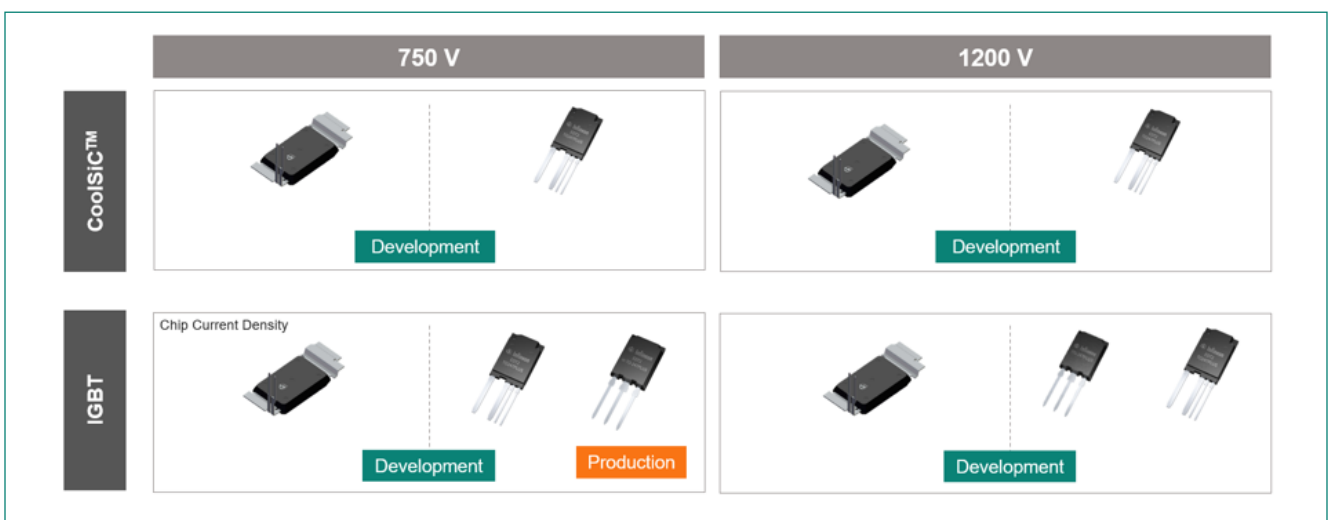 750 V
1200 V
CoolSiC™
Development
Development
IGBT
Chip Current Density
Development
Production
Development